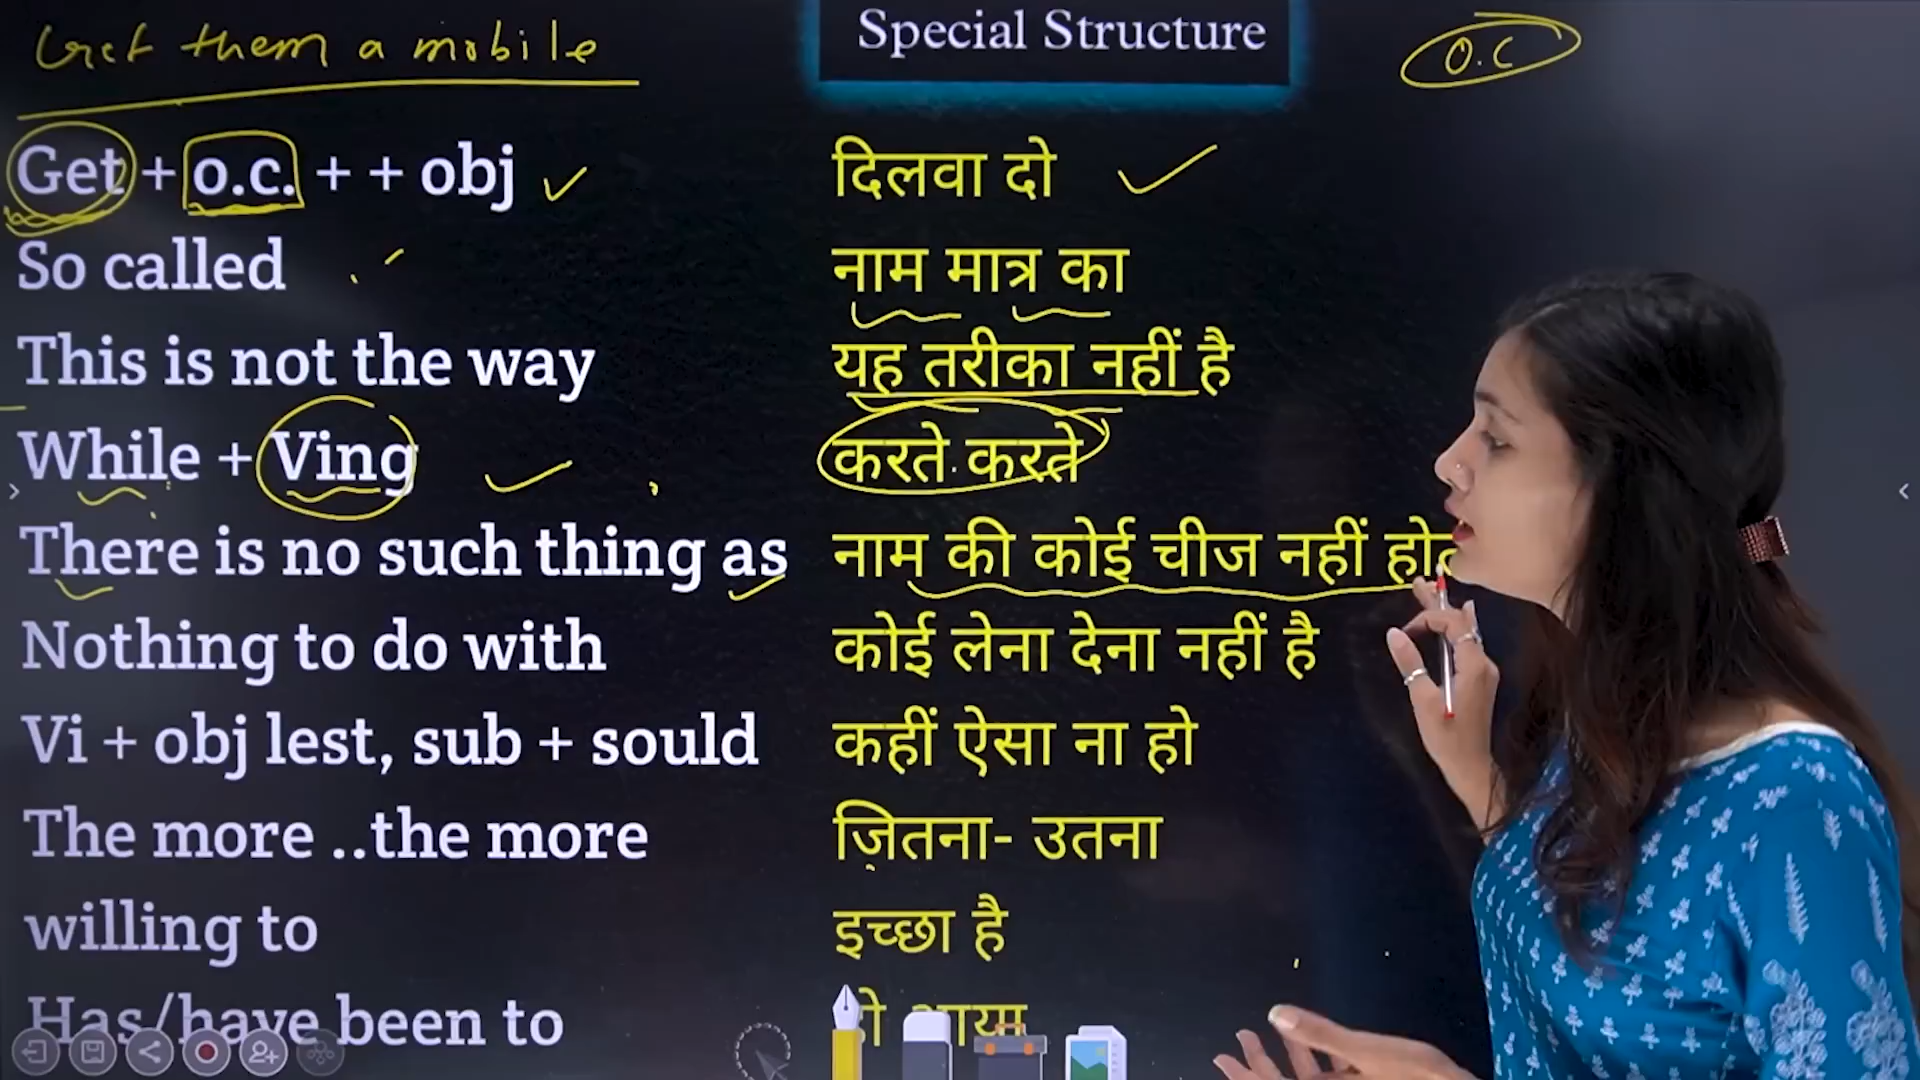 Get them a mobile
Special Structure
O.C
Get + o.c. + + obj
दिलवा दो
So called
नाम मात्र का
This is not the way
यह तरीका नहीं है
While + Ving
करते करते
There is no such thing as
नाम की कोई चीज नहीं
Nothing to do with
कोई लेना देना नहीं है
Vi + obj lest, sub + sould
कहीं ऐसा ना हो
The more ..the more
ज़ितना- उतना
willing to
इच्छा है
Has/have been to